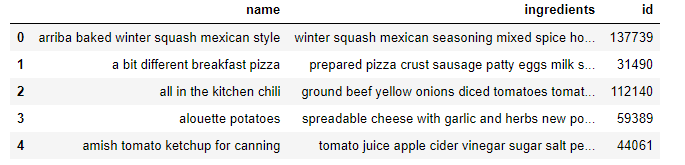 name ingredients id
0 arriba baked winter squash mexican style winter squash mexican seasoning mixed spice ho... 137739
1 a bit different breakfast pizza prepared pizza crust sausage patty eggs milk s... 31490
2 all in the kitchen chili ground beef yellow onions diced tomatoes tomat... 112140
3 alouette potatoes spreadable cheese with garlic and herbs new po... 59389
4 amish tomato ketchup for canning tomato juice apple cider vinegar sugar salt pe... 44061